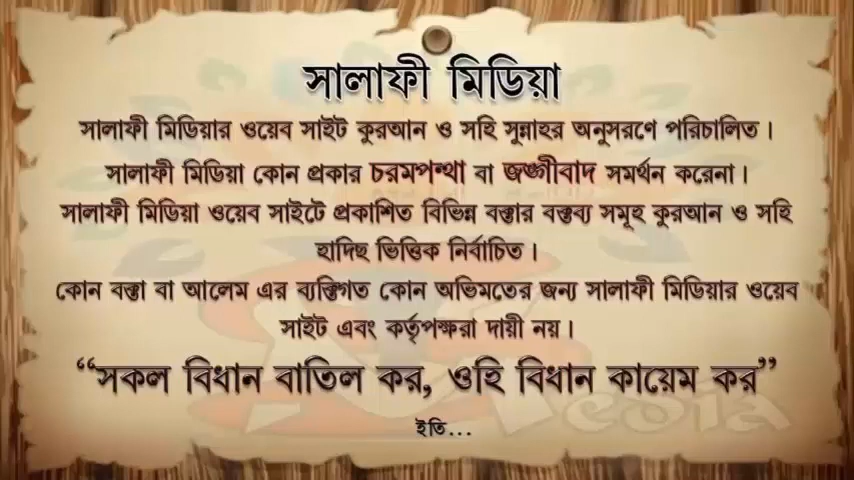 সালাফী মিডিয়া
সালাফী মিডিয়ার ওয়েব সাইট কুরআন ও সহি সুন্নাহর অনুসরণে পরিচালিত।
সালাফী মিডিয়া কোন প্রকার চরমপন্থা বা জঙ্গীবাদ সমর্থন করেনা।
সালাফী মিডিয়া ওয়েব সাইটে প্রকাশিত বিভিন্ন বক্তার বক্তব্য সমূহ কুরআন ও সহি
হাদিছ ভিত্তিক নির্বাচিত।
কোন বক্তা বা আলেম এর ব্যক্তিগত কোন অভিমতের জন্য সালাফী মিডিয়ার ওয়েব
সাইট এবং কর্তৃপক্ষরা দায়ী নয়।
“সকল বিধান বাতিল কর, ওহি বিধান কায়েম কর”
ইতি...